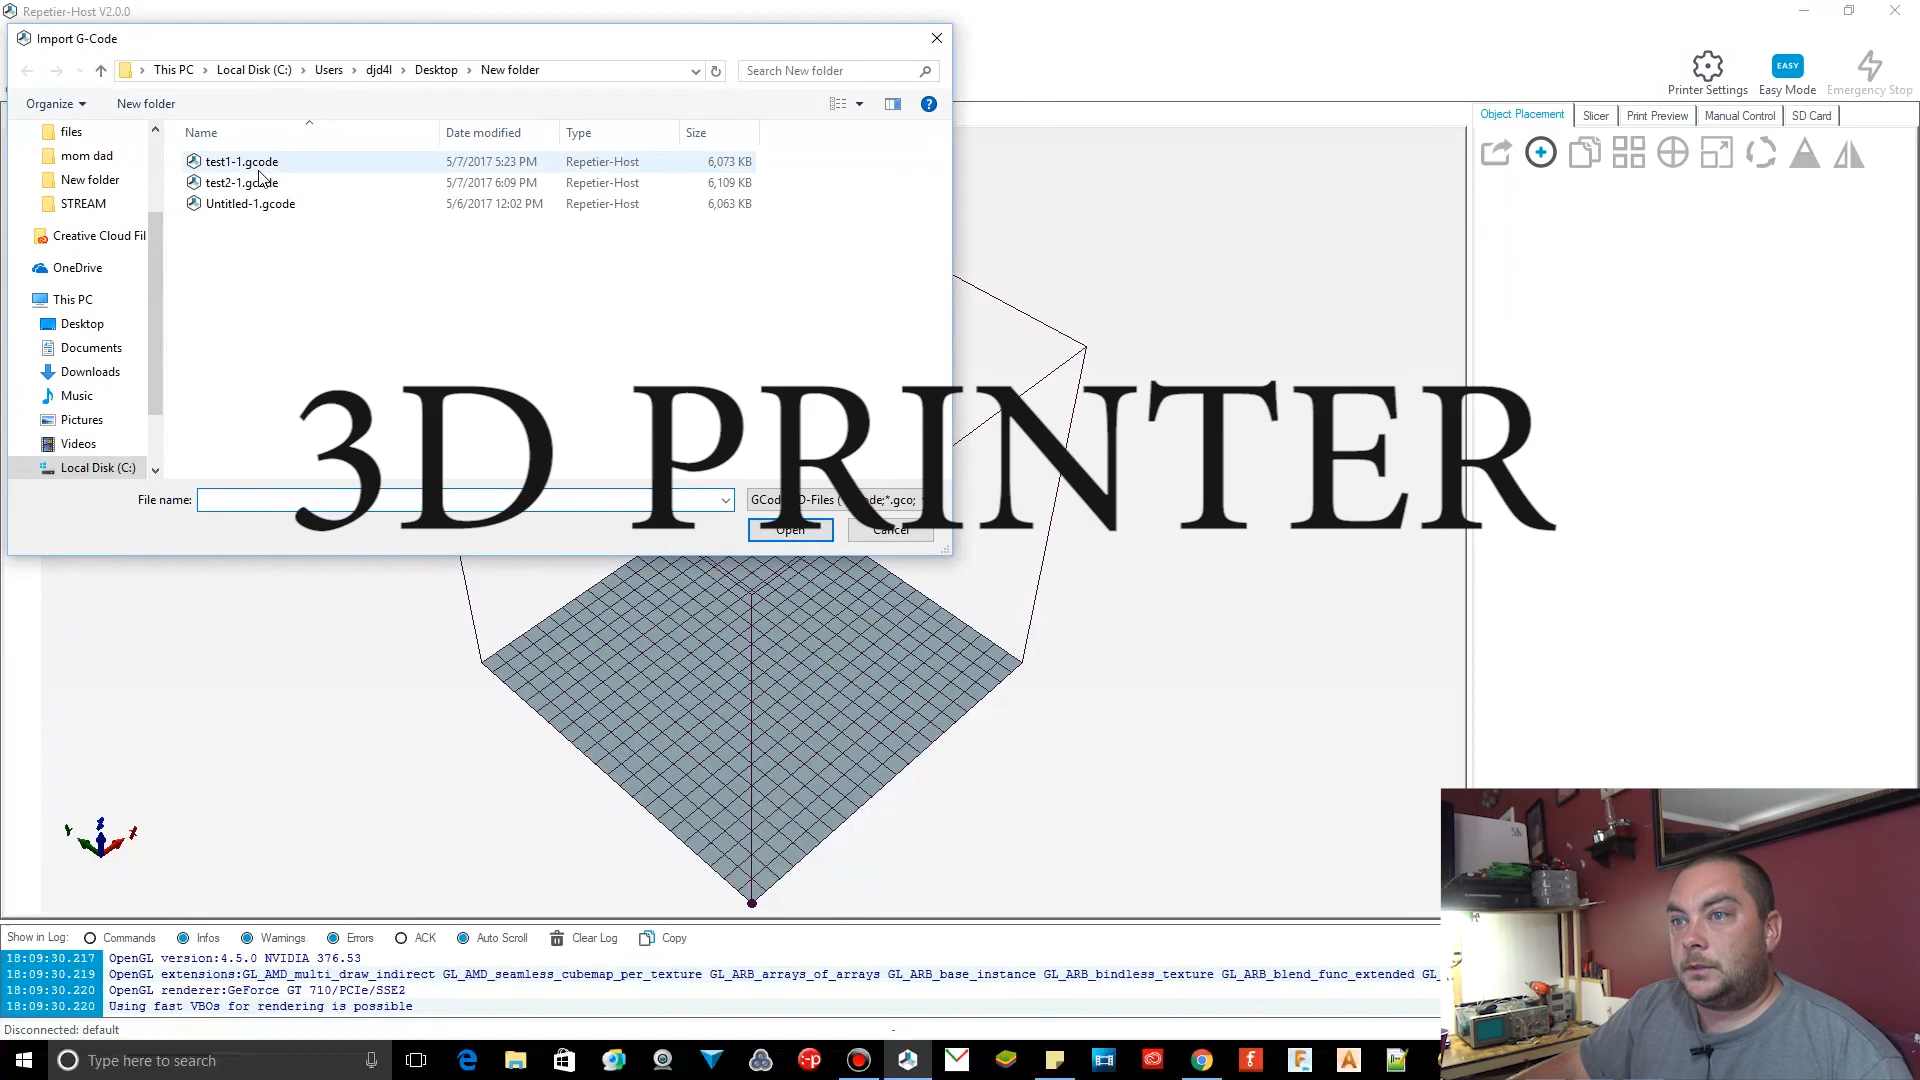 Repetier-Host V2.0.0
Import G-Code
This PC > Local Disk (C:) > Users > djd4l > Desktop > New folder
Search New folder
Organize
New folder
Printer Settings
EASY
Easy Mode
Emergency Stop
Object Placement
Slicer
Print Preview
Manual Control
SD Card
Name
Date modified
Type
Size
test1-1.gcode 5/7/2017 5:23 PM Repetier-Host 6,073 KB
test2-1.gcode 5/7/2017 6:09 PM Repetier-Host 6,109 KB
Untitled-1.gcode 5/6/2017 12:02 PM Repetier-Host 6,063 KB
files
mom dad
New folder
STREAM
Creative Cloud Fil
OneDrive
This PC
Desktop
Documents
Downloads
Music
Pictures
Videos
Local Disk (C:)
3D PRINTER
File name:
Open
Cancel
Show in Log:
Commands
Infos
Warnings
Errors
ACK
Auto Scroll
Clear Log
Copy
18:09:30.217 OpenGL version:4.5.0 NVIDIA 376.53
18:09:30.219 OpenGL extensions:GL_AMD_multi_draw_indirect GL_AMD_seamless_cubemap_per_texture GL_ARB_arrays_of_arrays GL_ARB_base_instance GL_ARB_bindless_texture GL_ARB_blend_func_extended GL_
18:09:30.220 OpenGL renderer:GeForce GT 710/PCIe/SSE2
18:09:30.220 Using fast VBOs for rendering is possible
Disconnected: default
-
Type here to search